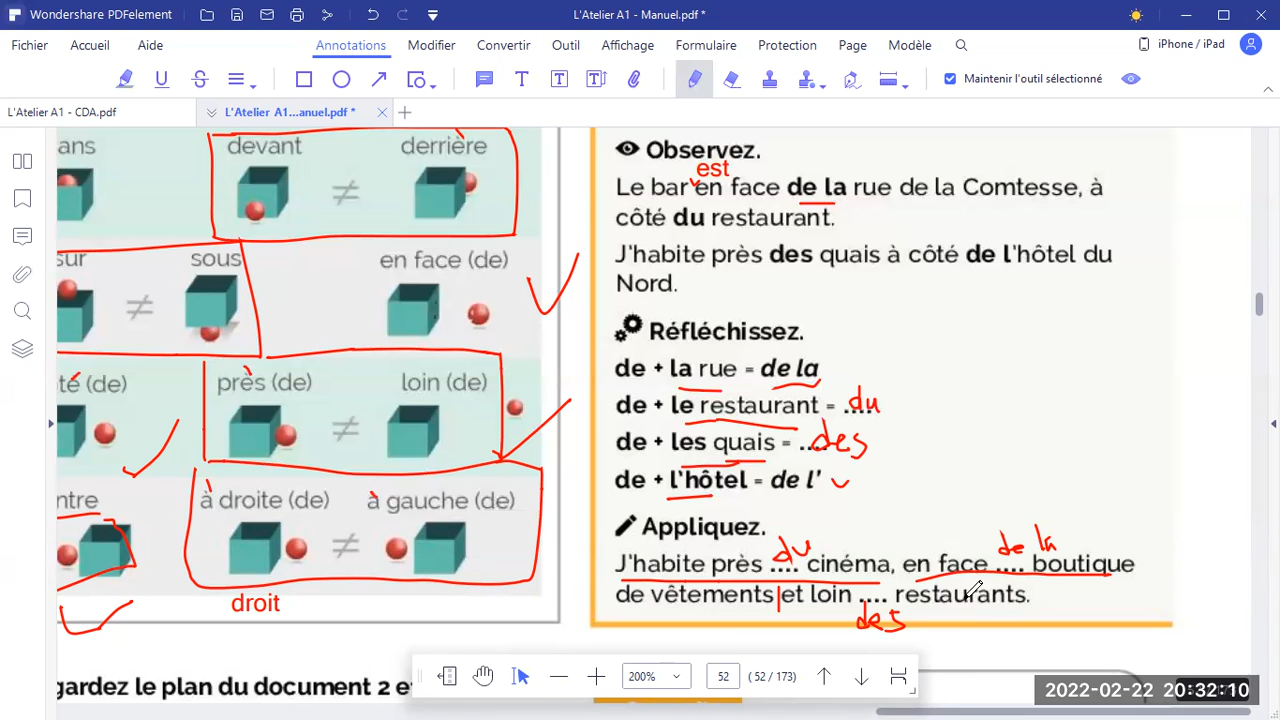 Wondershare PDFelement
L'Atelier A1 - Manuel.pdf *
Fichier Accueil Aide Annotations Modifier Convertir Outil Affichage Formulaire Protection Page Modèle iPhone / iPad
Maintenir l'outil sélectionné
L'Atelier A1 - CDA.pdf L'Atelier A1...anuel.pdf *
ans devant ≠ derrière
sur ≠ sous en face (de)
té (de) près (de) ≠ loin (de)
ntre à droite (de) ≠ à gauche (de)
droit
Observez.
est
Le bar en face de la rue de la Comtesse, à
côté du restaurant.
J'habite près des quais à côté de l'hôtel du
Nord.
Réfléchissez.
de + la rue = de la
de + le restaurant = .... du
de + les quais = .... des
de + l'hôtel = de l'
Appliquez.
du de la
J'habite près .... cinéma, en face .... boutique
de vêtements et loin .... restaurants.
des
gardez le plan du document 2 e
200% 52 (52 / 173)
2022-02-22 20:32:10